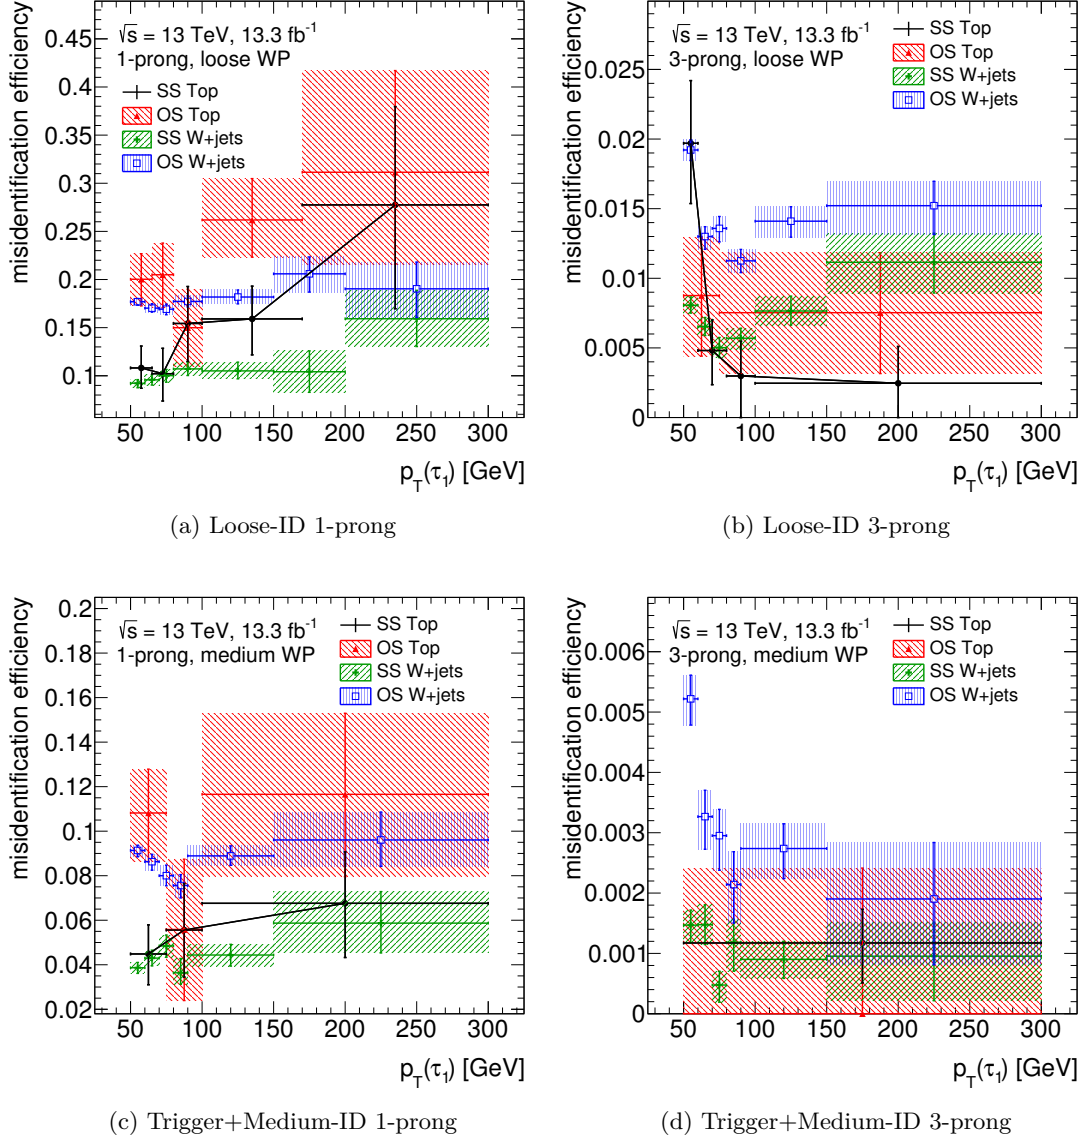 misidentification efficiency
0.45
0.4
0.35
0.3
0.25
0.2
0.15
0.1
√s = 13 TeV, 13.3 fb⁻¹
1-prong, loose WP
SS Top
OS Top
SS W+jets
OS W+jets
50 100 150 200 250 300
p_T(τ₁) [GeV]
(a) Loose-ID 1-prong
misidentification efficiency
0.025
0.02
0.015
0.01
0.005
0
√s = 13 TeV, 13.3 fb⁻¹
3-prong, loose WP
SS Top
OS Top
SS W+jets
OS W+jets
50 100 150 200 250 300
p_T(τ₁) [GeV]
(b) Loose-ID 3-prong
misidentification efficiency
0.2
0.18
0.16
0.14
0.12
0.1
0.08
0.06
0.04
0.02
√s = 13 TeV, 13.3 fb⁻¹
1-prong, medium WP
SS Top
OS Top
SS W+jets
OS W+jets
50 100 150 200 250 300
p_T(τ₁) [GeV]
(c) Trigger+Medium-ID 1-prong
misidentification efficiency
0.006
0.005
0.004
0.003
0.002
0.001
0
√s = 13 TeV, 13.3 fb⁻¹
3-prong, medium WP
SS Top
OS Top
SS W+jets
OS W+jets
50 100 150 200 250 300
p_T(τ₁) [GeV]
(d) Trigger+Medium-ID 3-prong